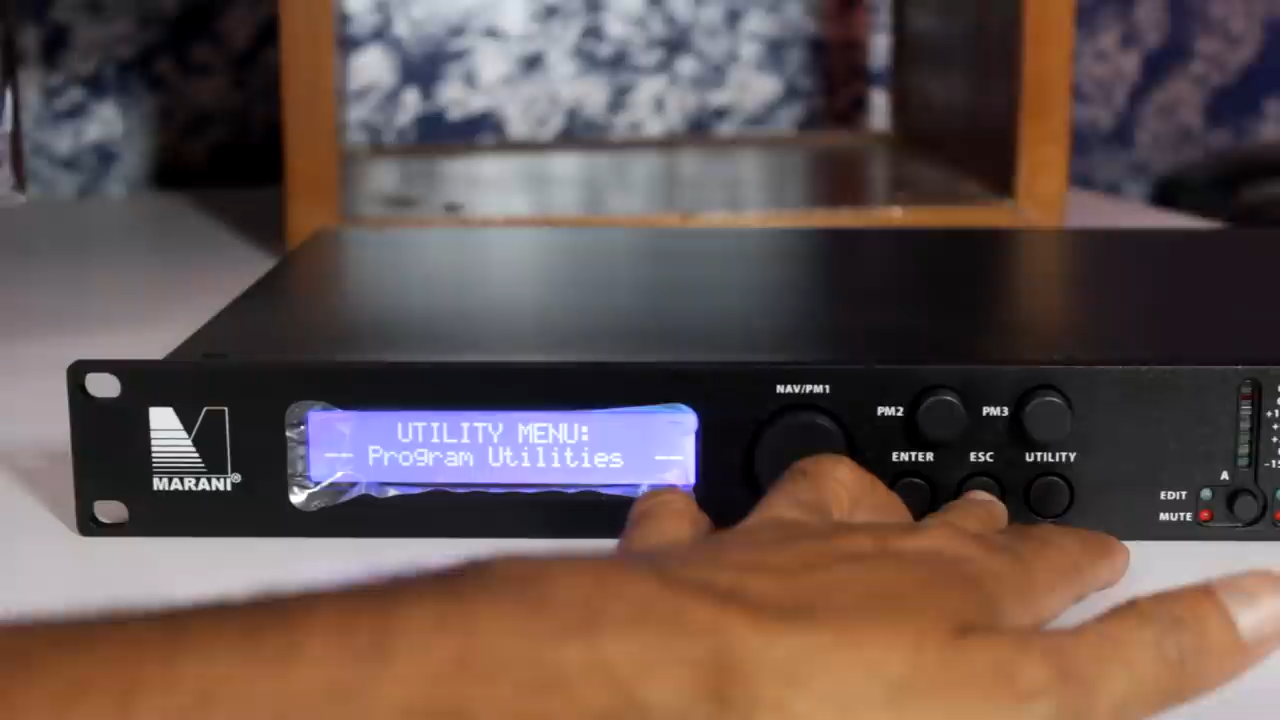 MARANI®
UTILITY MENU:
-- Program Utilities --
NAV/PM1
PM2
PM3
ENTER
ESC
UTILITY
A
EDIT
MUTE